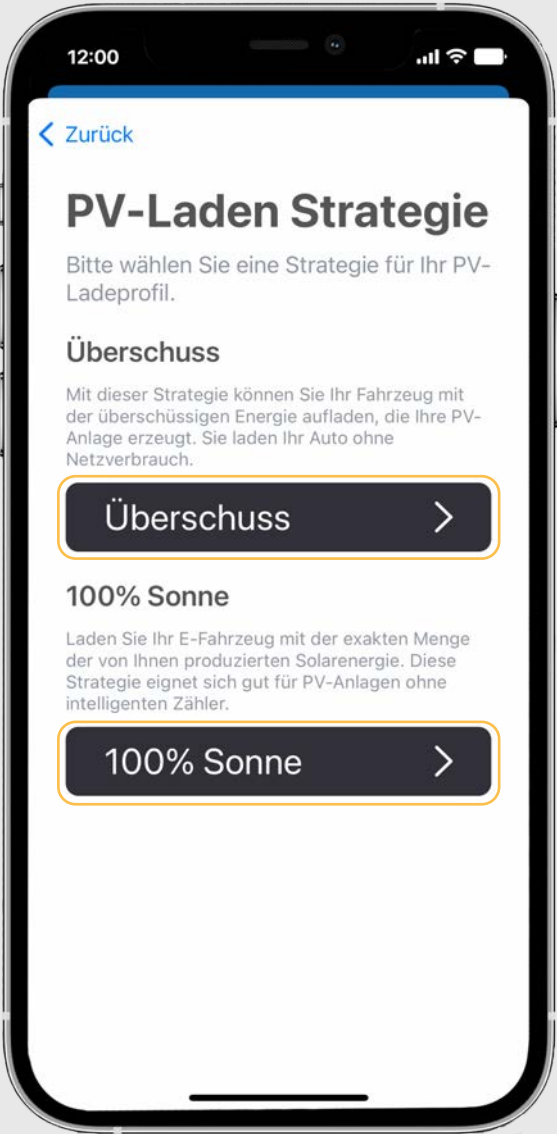 12:00
Zurück
PV-Laden Strategie
Bitte wählen Sie eine Strategie für Ihr PV-
Ladeprofil.
Überschuss
Mit dieser Strategie können Sie Ihr Fahrzeug mit
der überschüssigen Energie aufladen, die Ihre PV-
Anlage erzeugt. Sie laden Ihr Auto ohne
Netzverbrauch.
Überschuss
100% Sonne
Laden Sie Ihr E-Fahrzeug mit der exakten Menge
der von Ihnen produzierten Solarenergie. Diese
Strategie eignet sich gut für PV-Anlagen ohne
intelligenten Zähler.
100% Sonne